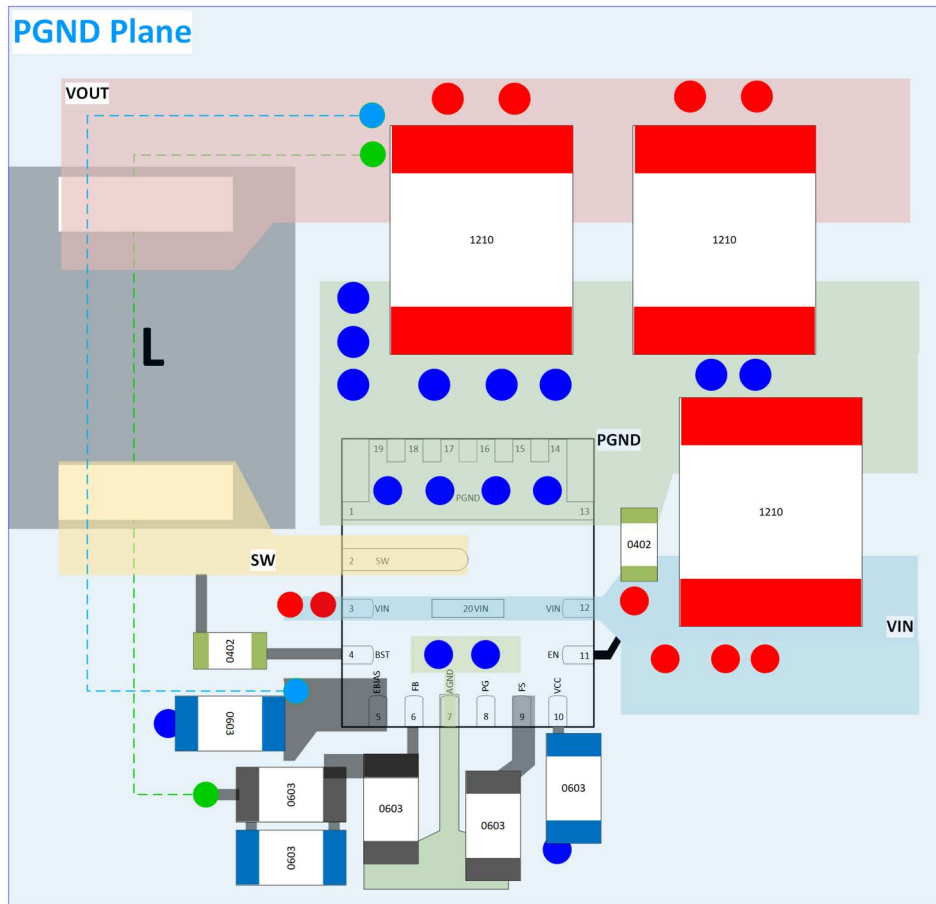 PGND Plane
VOUT
1210
1210
L
19 18 17 16 15 14
PGND
PGND
1 13
1210
0402
SW
2 SW
3 VIN 20 VIN VIN 12
VIN
0402
4 BST EN 11
EBIAS FB AGND PG FS VCC
5 6 7 8 9 10
0603
0603
0603
0603
0603
0603